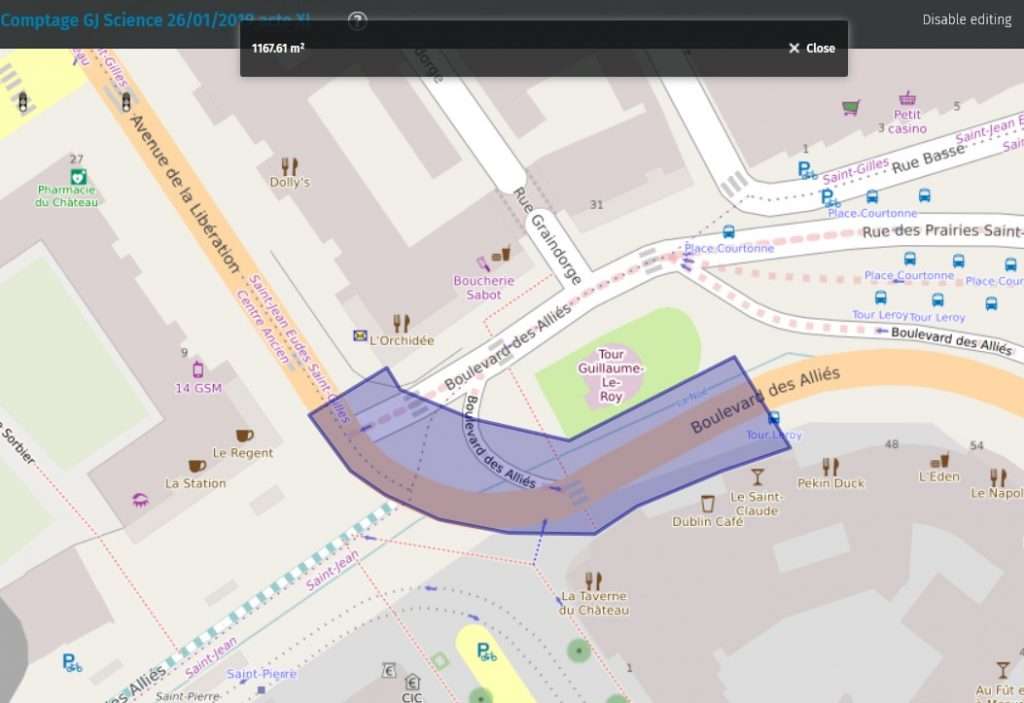 Comptage GJ Science 26/01/2019 acte XI
?
Disable editing
1167.61 m²
✕ Close
Saint-Gilles
Avenue de la Libération
27
Pharmacie
du Château
Dolly's
Rue Graindorge
31
Petit
casino
5
3
1
Saint-Gilles
Rue Basse
Saint-Jean E
Place Courtonne
Place Courtonne
Rue des Prairies Saint-
Place Courtonne
Place Cour
Tour Leroy
Tour Leroy
Boulevard des Alliés
Boucherie
Sabot
Saint-Jean Eudes Saint-Gilles
Centre Ancien
L'Orchidée
Boulevard des Alliés
Tour
Guillaume-
Le-
Roy
9
14 GSM
Boulevard des Alliés
La Noë
Boulevard des Alliés
Tour Leroy
Le Regent
La Station
e Sorbier
48
54
Pekin Duck
L'Eden
Le Napol
Le Saint-
Claude
Dublin Café
Saint-Jean
La Taverne
du Château
Saint-Jean
es Alliés
Saint-Pierre
Saint-Pierre-
CIC
1
4
Au Fût e